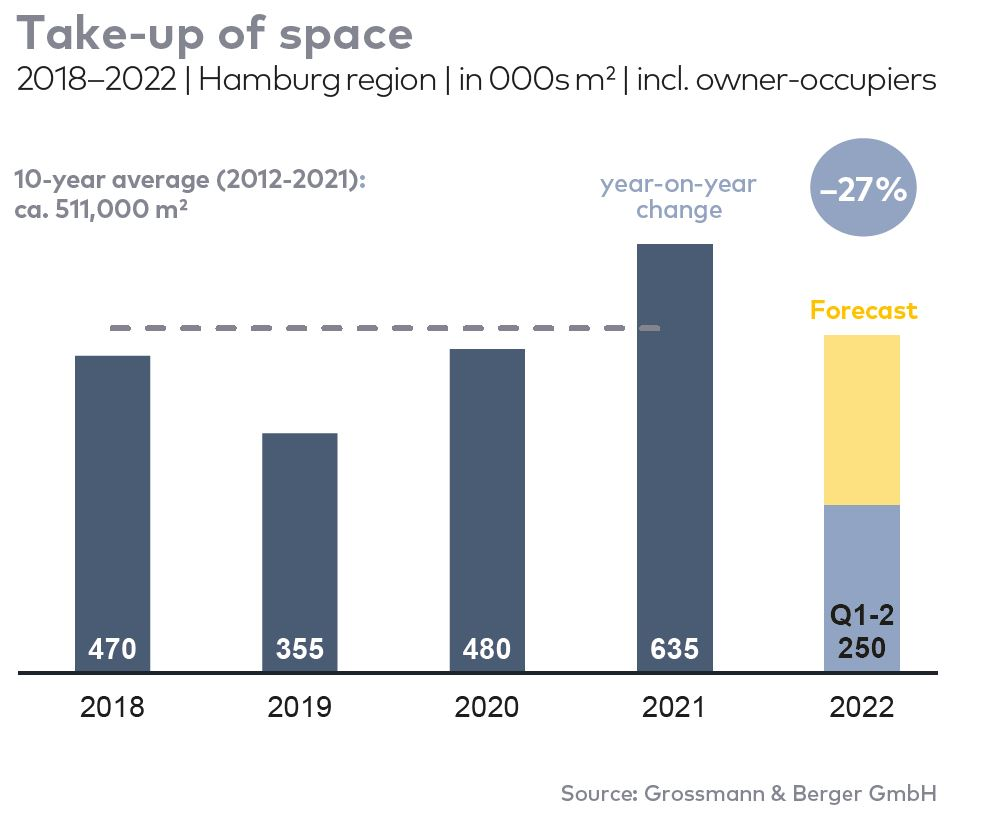 Take-up of space
2018–2022 | Hamburg region | in 000s m² | incl. owner-occupiers
10-year average (2012-2021):
ca. 511,000 m²
year-on-year
change
–27%
Forecast
470
355
480
635
Q1-2
250
2018
2019
2020
2021
2022
Source: Grossmann & Berger GmbH